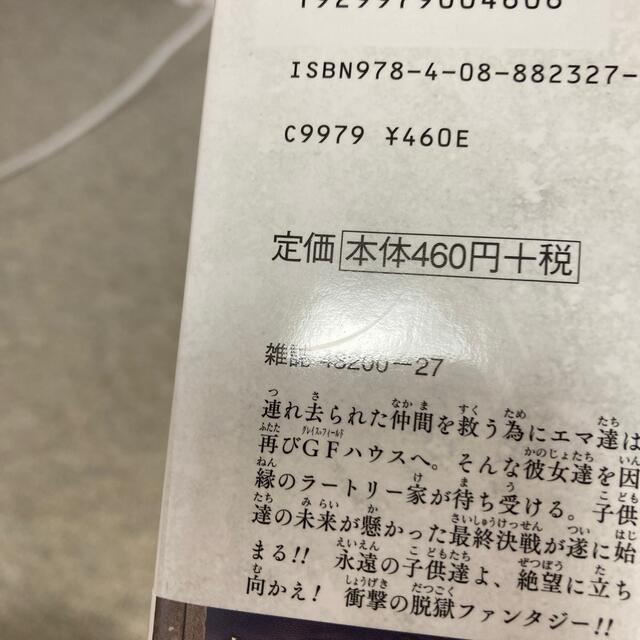 1929979004606
ISBN978-4-08-882327-
C9979 ¥460E
定価 本体460円+税
雑誌 43200-27
連れ去られた仲間を救う為にエマ達は
再びGFハウスへ。そんな彼女達を因
縁のラートリー家が待ち受ける。子供
達の未来が懸かった最終決戦が遂に始
まる!! 永遠の子供達よ、絶望に立ち
向かえ! 衝撃の脱獄ファンタジー!!